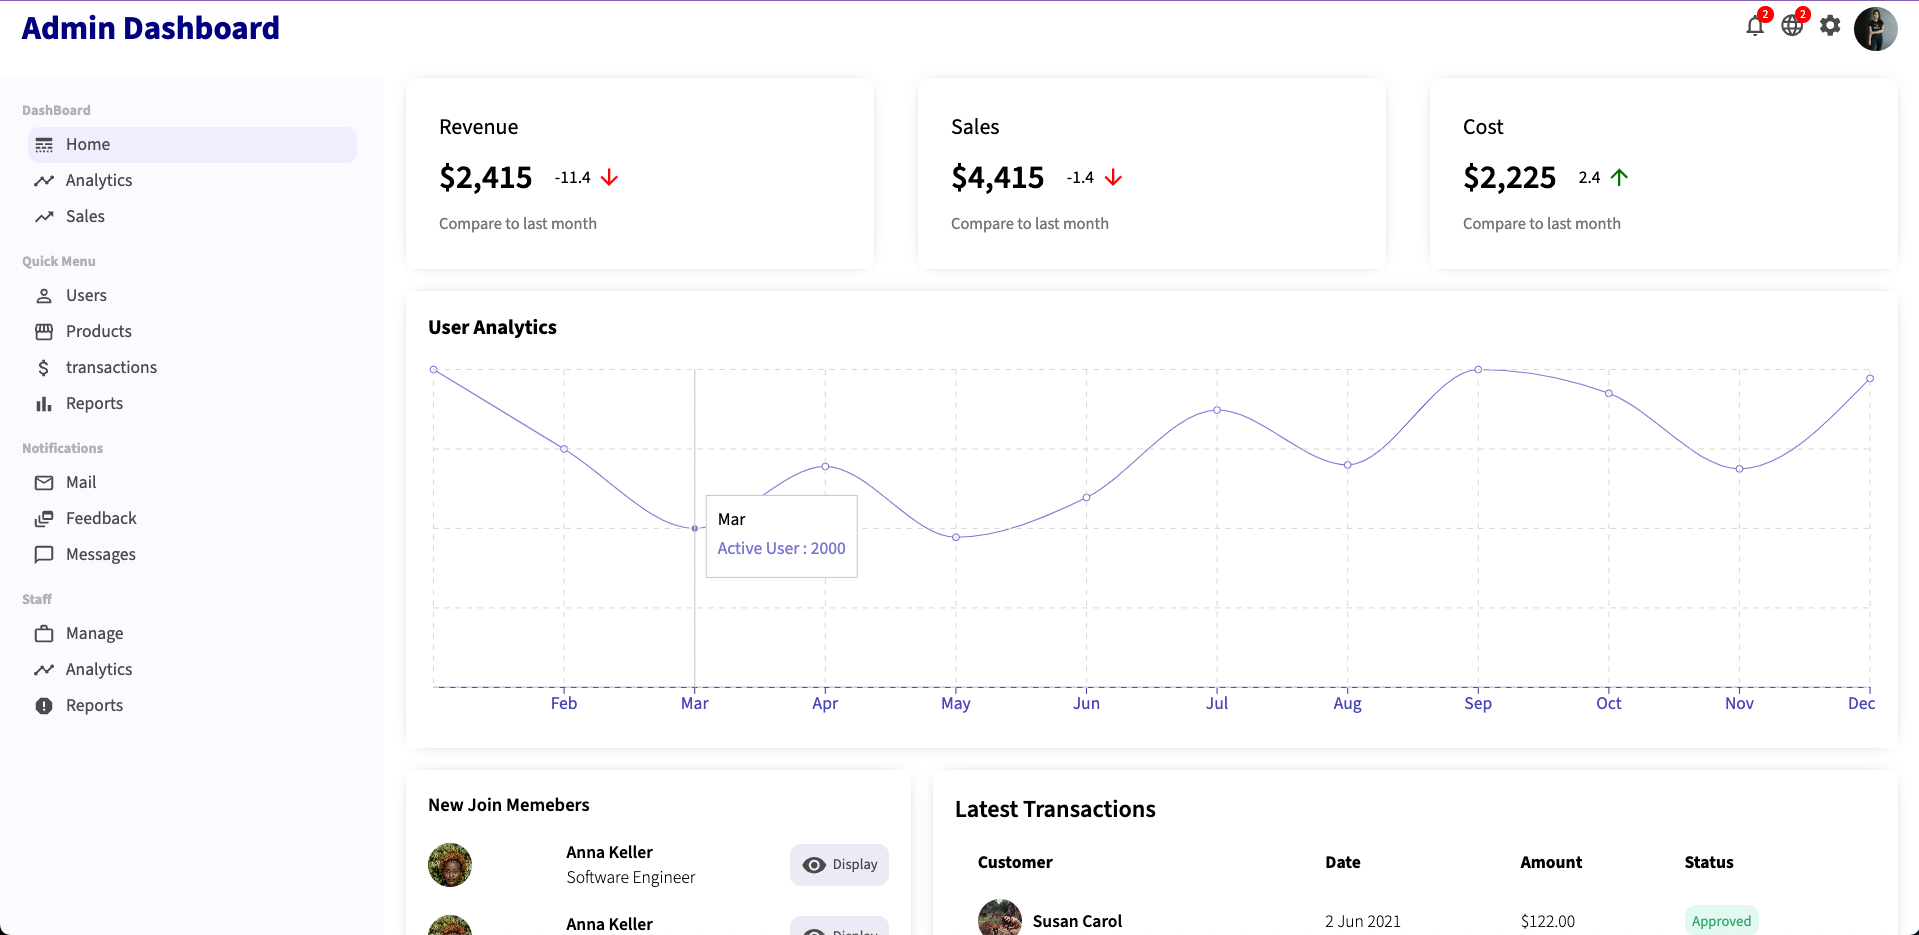 Admin Dashboard
2
2
DashBoard
Home
Analytics
Sales
Quick Menu
Users
Products
transactions
Reports
Notifications
Mail
Feedback
Messages
Staff
Manage
Analytics
Reports
Revenue
$2,415 -11.4
Compare to last month
Sales
$4,415 -1.4
Compare to last month
Cost
$2,225 2.4
Compare to last month
User Analytics
Mar
Active User : 2000
Feb Mar Apr May Jun Jul Aug Sep Oct Nov Dec
New Join Memebers
Anna Keller
Software Engineer
Display
Anna Keller
Display
Latest Transactions
Customer Date Amount Status
Susan Carol 2 Jun 2021 $122.00 Approved